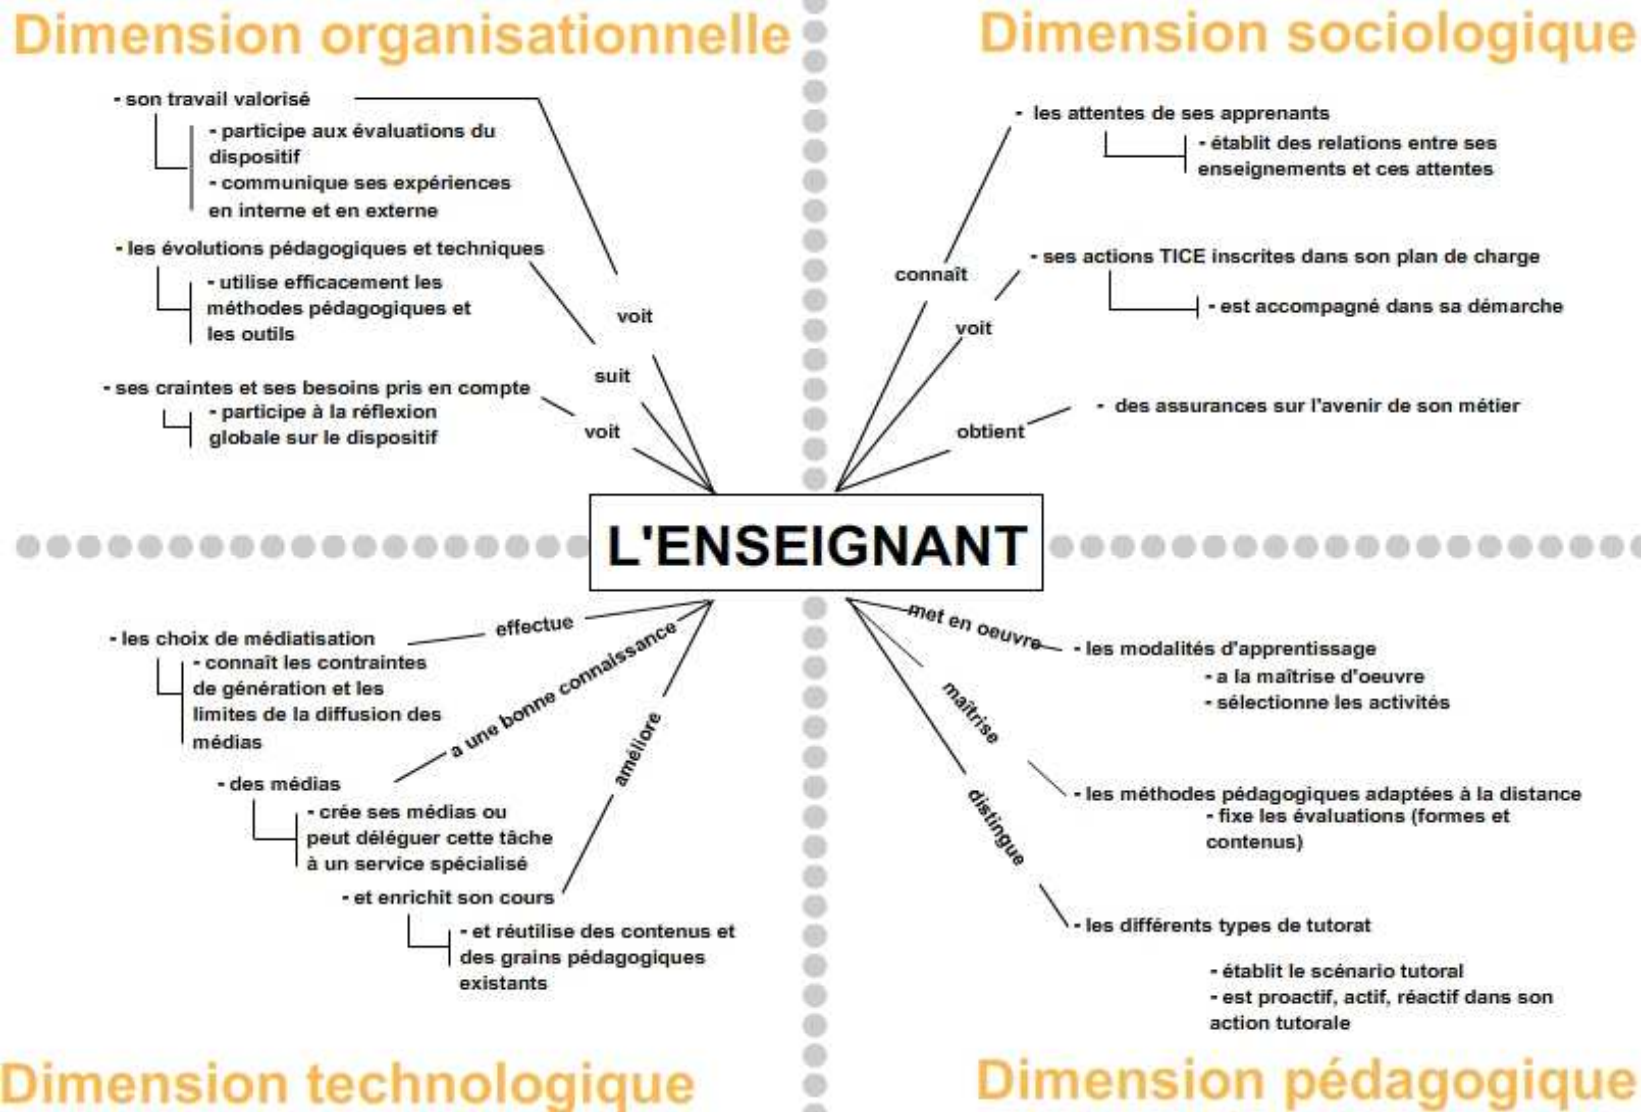 Dimension organisationnelle
- son travail valorisé
- participe aux évaluations du
dispositif
- communique ses expériences
en interne et en externe
- les évolutions pédagogiques et techniques
- utilise efficacement les
méthodes pédagogiques et
les outils
- ses craintes et ses besoins pris en compte
- participe à la réflexion
globale sur le dispositif
voit
suit
voit
Dimension sociologique
- les attentes de ses apprenants
- établit des relations entre ses
enseignements et ces attentes
connaît
- ses actions TICE inscrites dans son plan de charge
- est accompagné dans sa démarche
voit
- des assurances sur l'avenir de son métier
obtient
L'ENSEIGNANT
effectue
- les choix de médiatisation
- connaît les contraintes
de génération et les
limites de la diffusion des
médias
a une bonne connaissance
- des médias
- crée ses médias ou
peut déléguer cette tâche
à un service spécialisé
améliore
- et enrichit son cours
- et réutilise des contenus et
des grains pédagogiques
existants
Dimension technologique
met en oeuvre
- les modalités d'apprentissage
- a la maîtrise d'oeuvre
- sélectionne les activités
maîtrise
- les méthodes pédagogiques adaptées à la distance
- fixe les évaluations (formes et
contenus)
distingue
- les différents types de tutorat
- établit le scénario tutoral
- est proactif, actif, réactif dans son
action tutorale
Dimension pédagogique